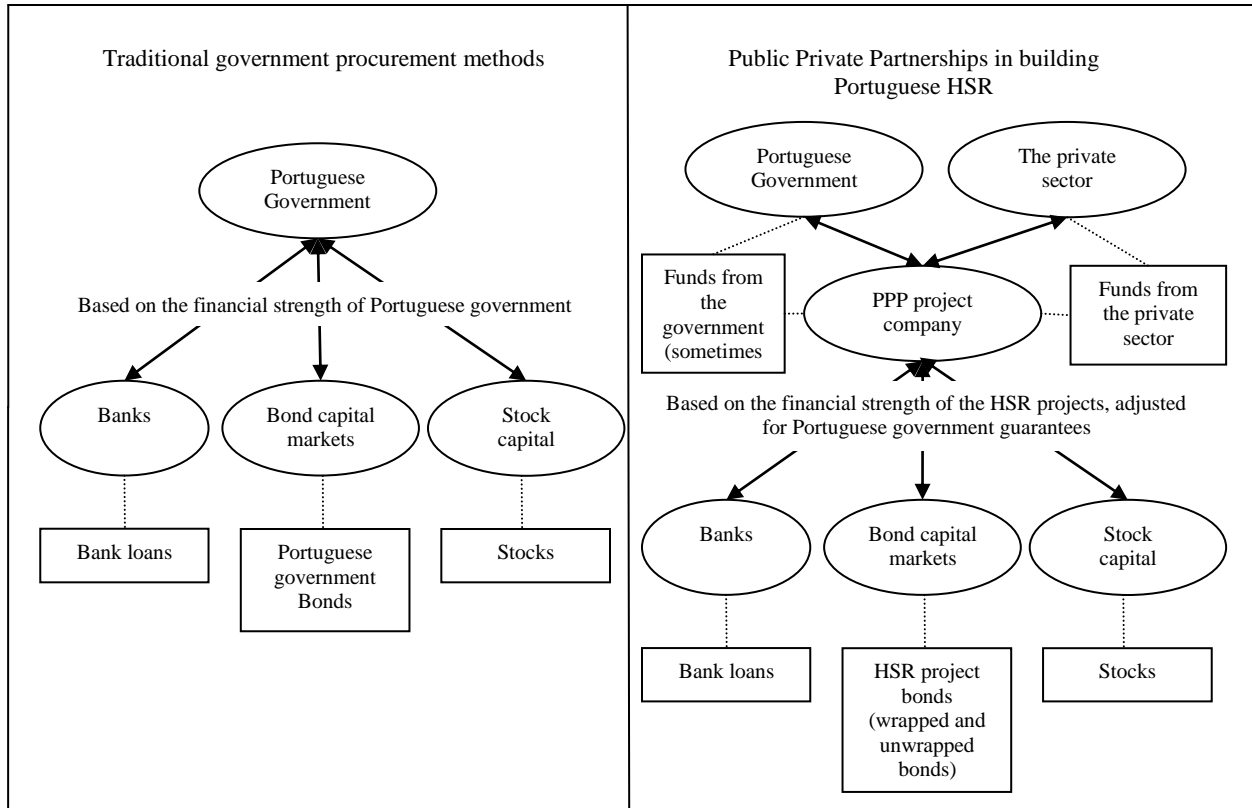 Traditional government procurement methods
Portuguese
Government
Based on the financial strength of Portuguese government
Banks
Bond capital
markets
Stock
capital
Bank loans
Portuguese
government
Bonds
Stocks
Public Private Partnerships in building
Portuguese HSR
Portuguese
Government
The private
sector
Funds from
the
government
(sometimes
PPP project
company
Funds from
the private
sector
Based on the financial strength of the HSR projects, adjusted
for Portuguese government guarantees
Banks
Bond capital
markets
Stock
capital
Bank loans
HSR project
bonds
(wrapped and
unwrapped
bonds)
Stocks